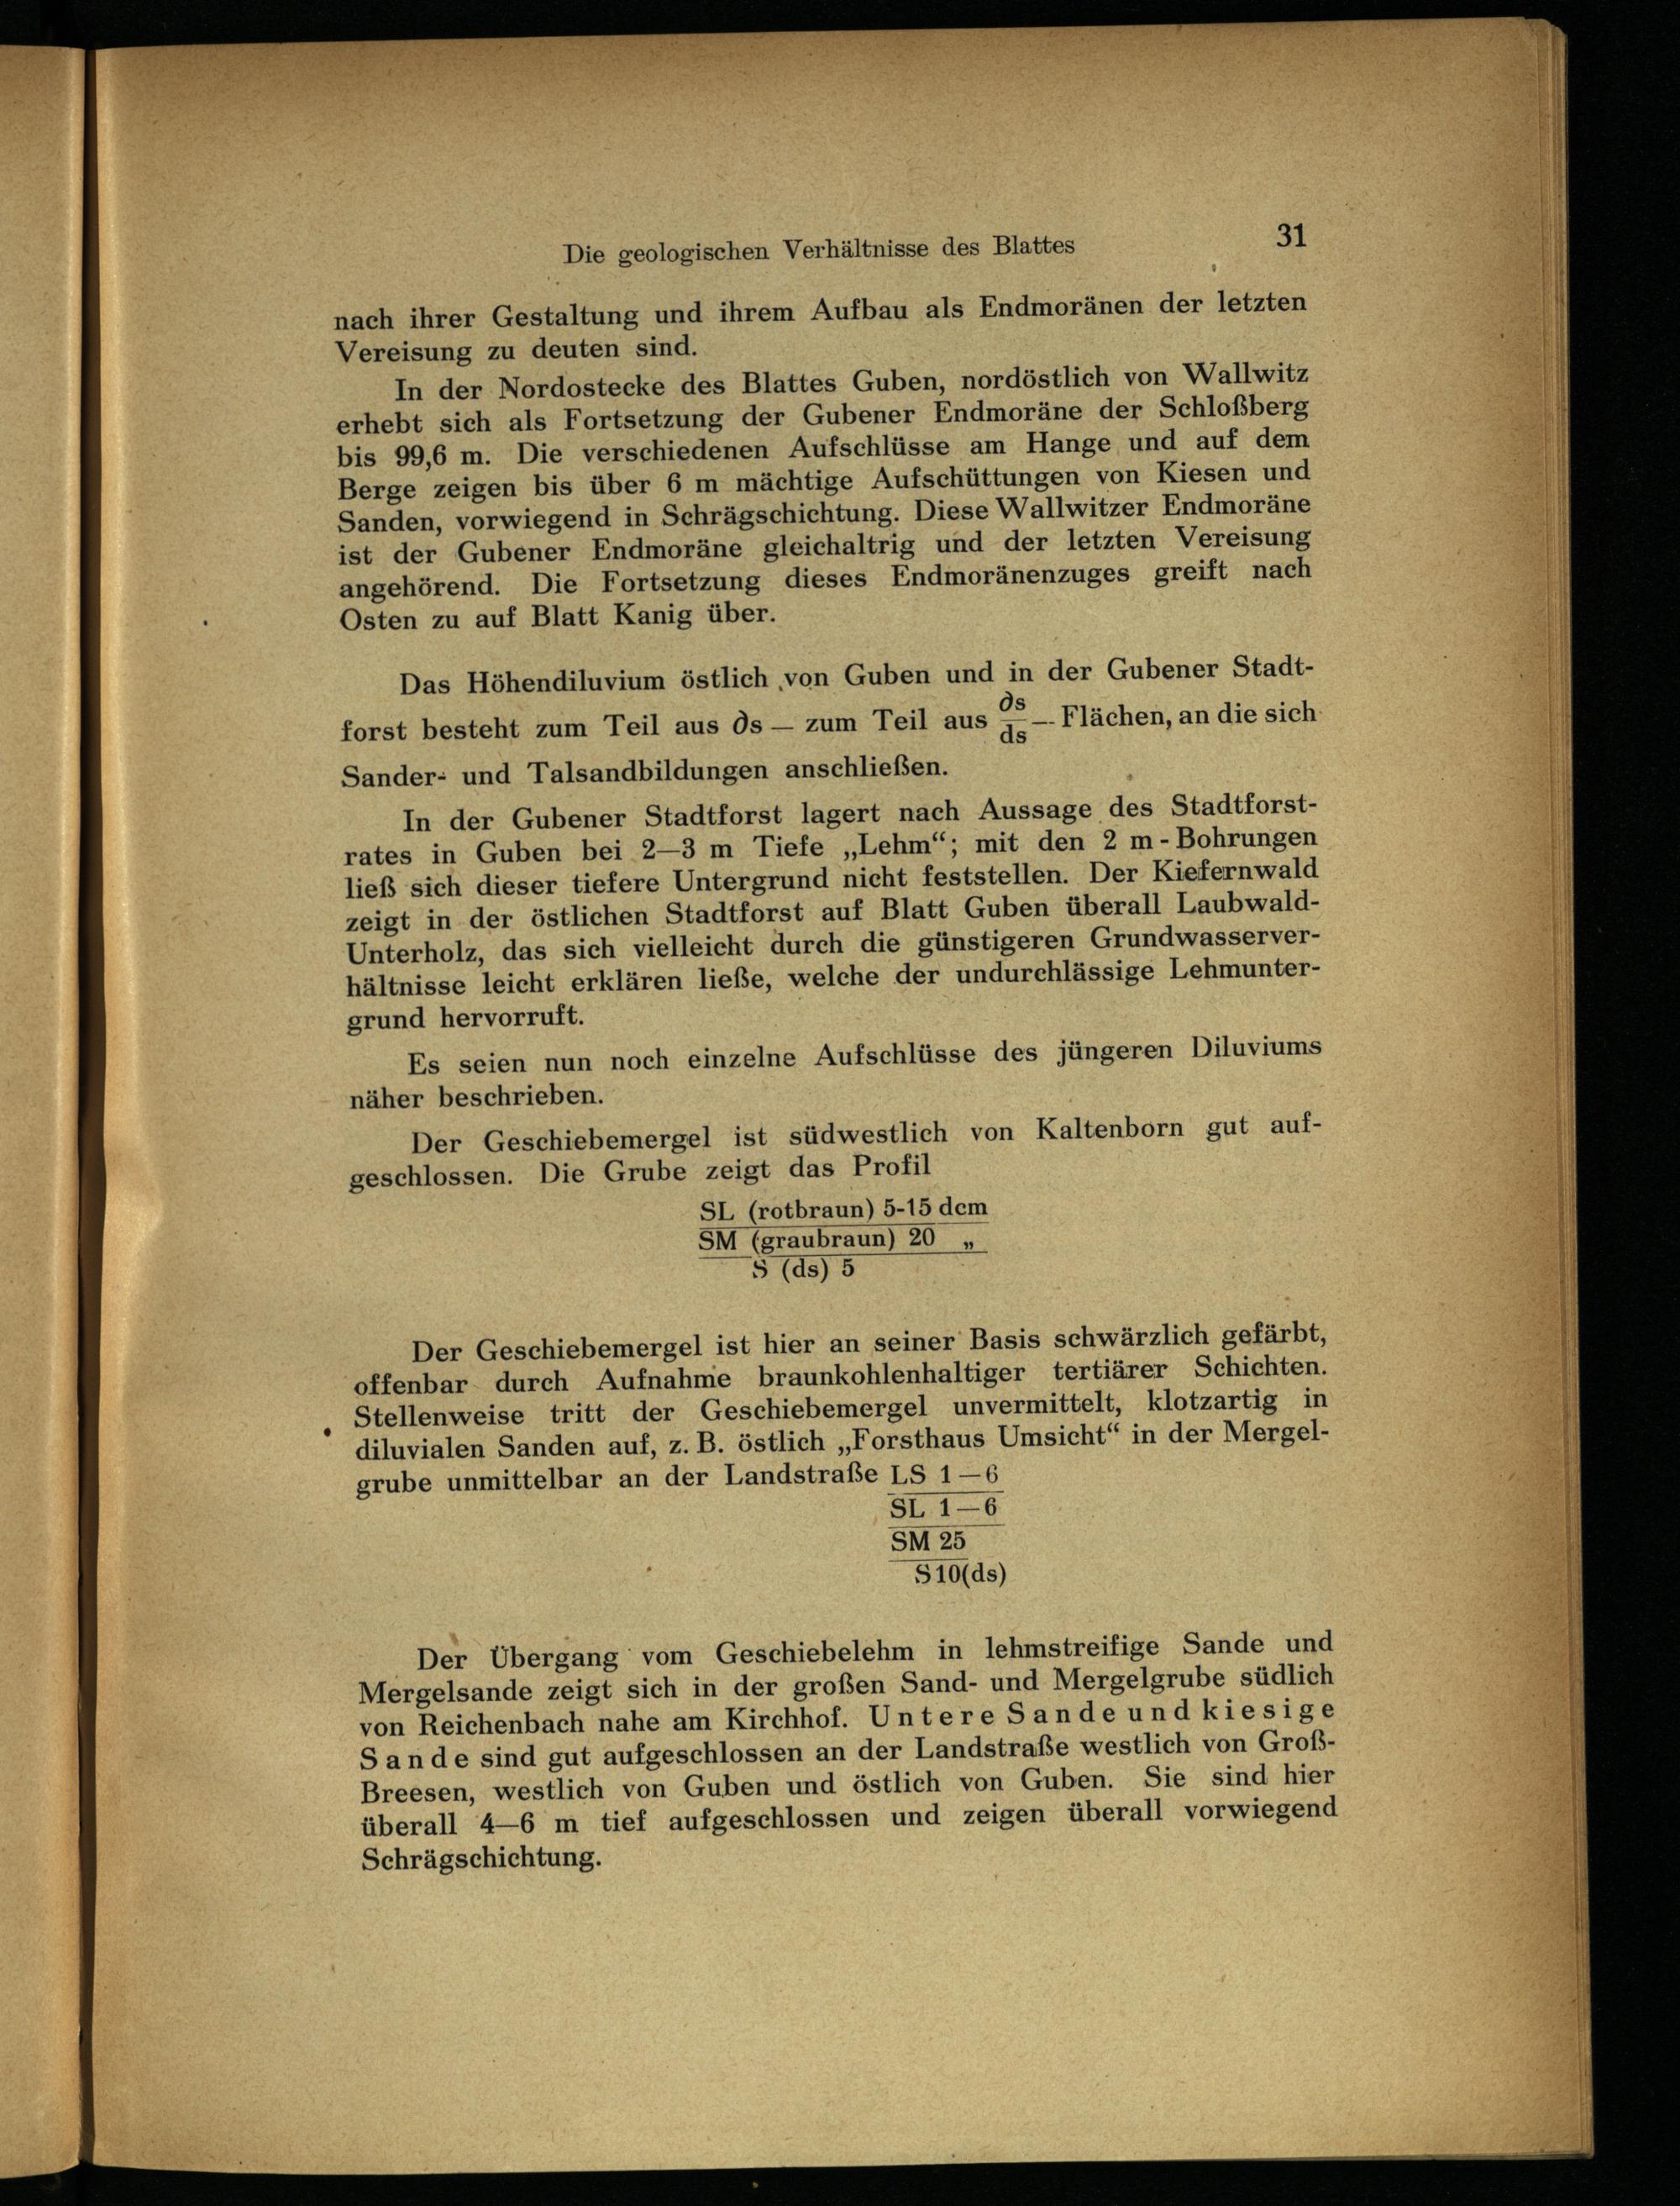 Die geologischen Verhältnisse des Blattes 31
nach ihrer Gestaltung und ihrem Aufbau als Endmoränen der letzten
Vereisung zu deuten sind.
In der Nordostecke des Blattes Guben, nordöstlich von Wallwitz
erhebt sich als Fortsetzung der Gubener Endmoräne der Schloßberg
bis 99,6 m. Die verschiedenen Aufschlüsse am Hange und auf dem
Berge zeigen bis über 6 m mächtige Aufschüttungen von Kiesen und
Sanden, vorwiegend in Schrägschichtung. Diese Wallwitzer Endmoräne
ist der Gubener Endmoräne gleichaltrig und der letzten Vereisung
angehörend. Die Fortsetzung dieses Endmoränenzuges greift nach
Osten zu auf Blatt Kanig über.
Das Höhendiluvium östlich von Guben und in der Gubener Stadt-
forst besteht zum Teil aus ∂s — zum Teil aus ∂s/ds — Flächen, an die sich
Sander- und Talsandbildungen anschließen.
In der Gubener Stadtforst lagert nach Aussage des Stadtforst-
rates in Guben bei 2—3 m Tiefe „Lehm“; mit den 2 m - Bohrungen
ließ sich dieser tiefere Untergrund nicht feststellen. Der Kiefernwald
zeigt in der östlichen Stadtforst auf Blatt Guben überall Laubwald-
Unterholz, das sich vielleicht durch die günstigeren Grundwasserver-
hältnisse leicht erklären ließe, welche der undurchlässige Lehmunter-
grund hervorruft.
Es seien nun noch einzelne Aufschlüsse des jüngeren Diluviums
näher beschrieben.
Der Geschiebemergel ist südwestlich von Kaltenborn gut auf-
geschlossen. Die Grube zeigt das Profil
SL (rotbraun) 5-15 dcm
SM (graubraun) 20 „
S (ds) 5
Der Geschiebemergel ist hier an seiner Basis schwärzlich gefärbt,
offenbar durch Aufnahme braunkohlenhaltiger tertiärer Schichten.
Stellenweise tritt der Geschiebemergel unvermittelt, klotzartig in
diluvialen Sanden auf, z. B. östlich „Forsthaus Umsicht“ in der Mergel-
grube unmittelbar an der Landstraße LS 1—6
SL 1—6
SM 25
S10(ds)
Der Übergang vom Geschiebelehm in lehmstreifige Sande und
Mergelsande zeigt sich in der großen Sand- und Mergelgrube südlich
von Reichenbach nahe am Kirchhof. Untere Sande und kiesige
Sande sind gut aufgeschlossen an der Landstraße westlich von Groß-
Breesen, westlich von Guben und östlich von Guben. Sie sind hier
überall 4—6 m tief aufgeschlossen und zeigen überall vorwiegend
Schrägschichtung.